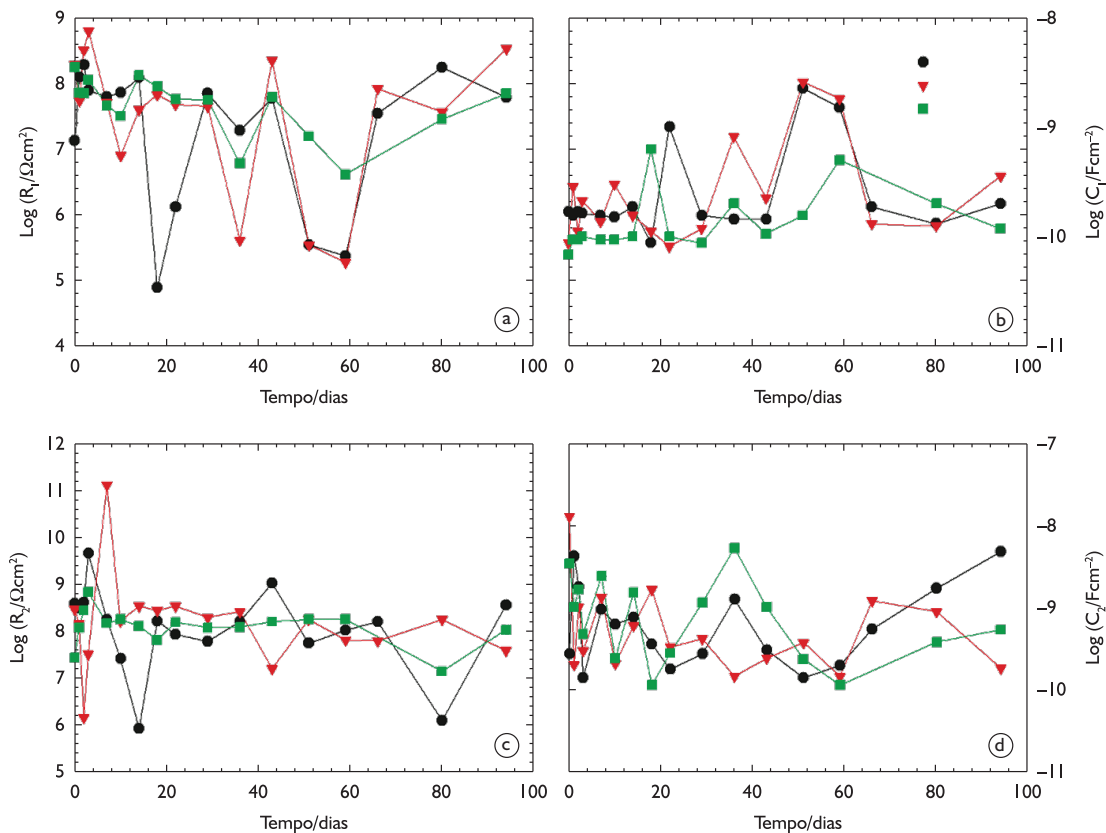 9
8
7
6
5
4
Log (R₁/Ωcm²)
0 20 40 60 80 100
Tempo/dias
a
−8
−9
−10
−11
Log (C₁/Fcm⁻²)
0 20 40 60 80 100
Tempo/dias
b
12
11
10
9
8
7
6
5
Log (R₂/Ωcm²)
0 20 40 60 80 100
Tempo/dias
c
−7
−8
−9
−10
−11
Log (C₂/Fcm⁻²)
0 20 40 60 80 100
Tempo/dias
d